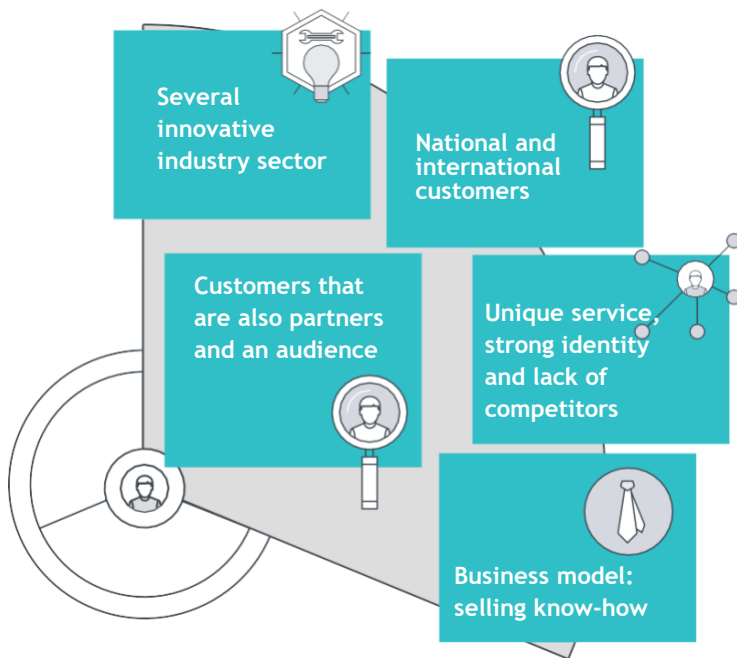 Several
innovative
industry sector
National and
international
customers
Customers that
are also partners
and an audience
Unique service,
strong identity
and lack of
competitors
Business model:
selling know-how